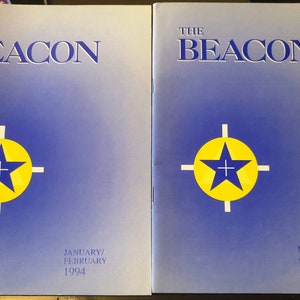 EACON
JANUARY/
FEBRUARY
1994
THE
BEACON